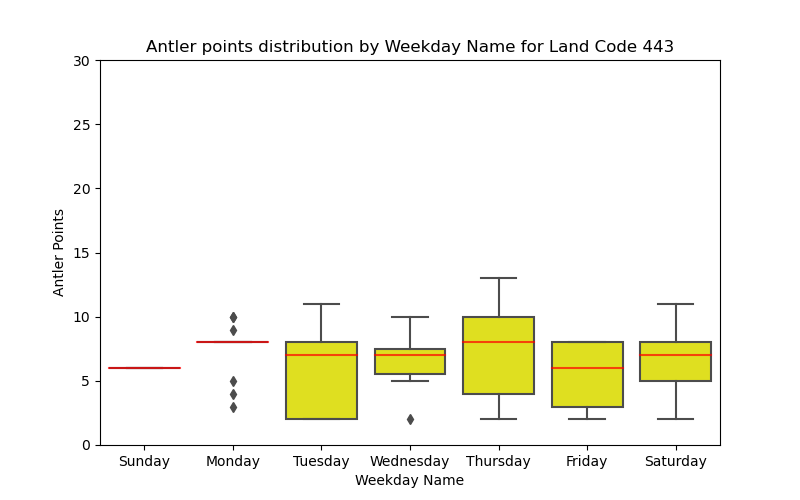 Antler points distribution by Weekday Name for Land Code 443
30
25
20
15
10
5
0
Antler Points
Sunday Monday Tuesday Wednesday Thursday Friday Saturday
Weekday Name